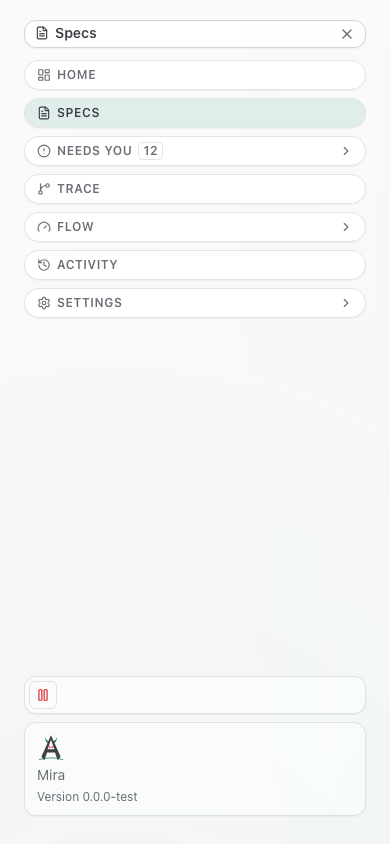 Specs
HOME
SPECS
NEEDS YOU 12
TRACE
FLOW
ACTIVITY
SETTINGS
Mira
Version 0.0.0-test